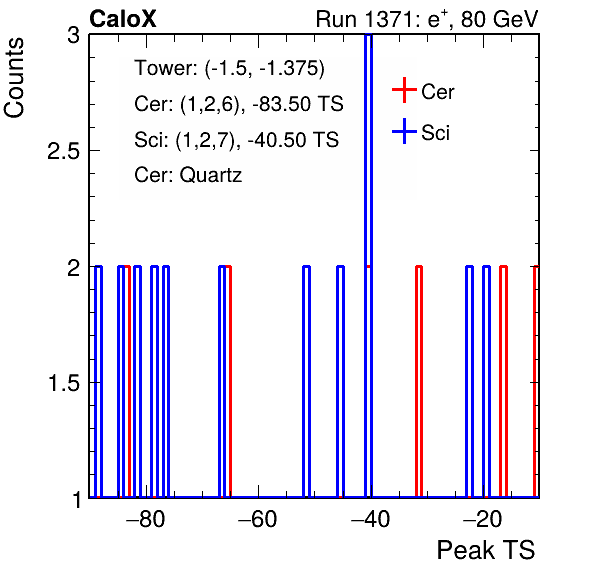 CaloX Run 1371: e⁺, 80 GeV
Counts
3
2.5
2
1.5
1
Tower: (-1.5, -1.375)
Cer: (1,2,6), -83.50 TS
Sci: (1,2,7), -40.50 TS
Cer: Quartz
Cer
Sci
−80 −60 −40 −20
Peak TS